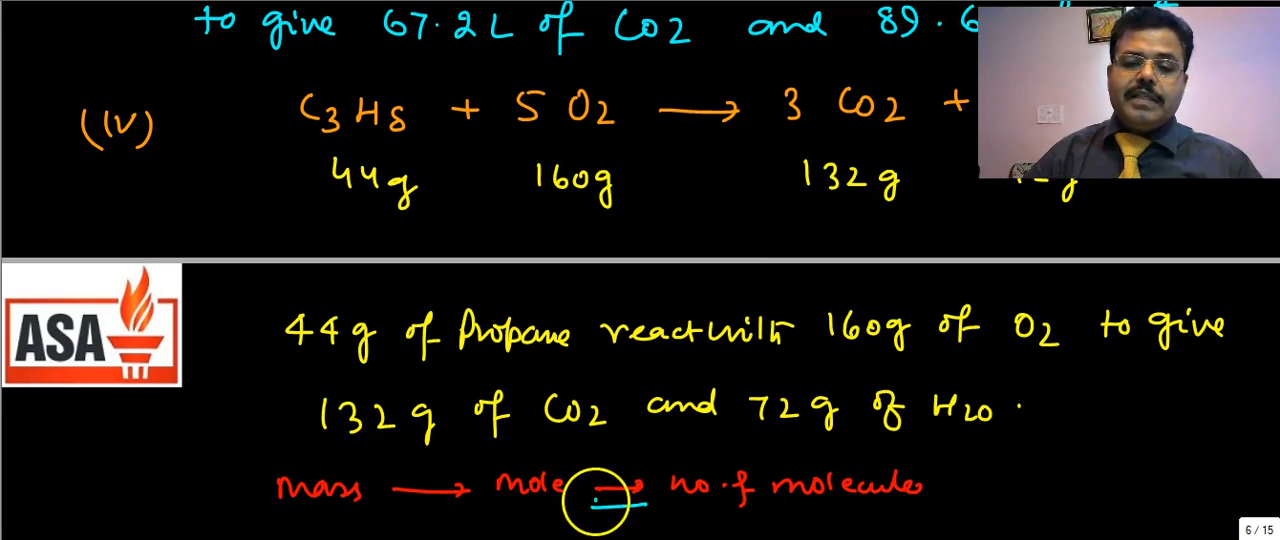 to give 67.2L of CO2 and 89.6
(IV) C3H8 + 5 O2 → 3 CO2 +
44g 160g 132g
ASA
44g of Propane react with 160g of O2 to give
132g of CO2 and 72g of H2O.
mass → mole → no. of molecules
6 / 15